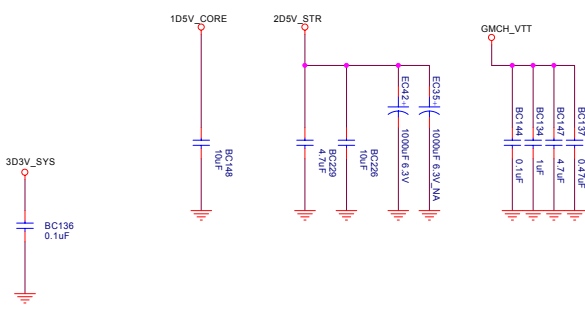 1D5V_CORE
2D5V_STR
GMCH_VTT
3D3V_SYS
BC136
0.1uF
BC148
10uF
BC229
4.7uF
BC226
10uF
EC42
+
1000uF 6.3V
EC35
+
1000uF 6.3V_NA
BC144
0.1uF
BC134
1uF
BC147
4.7uF
BC137
0.47uF